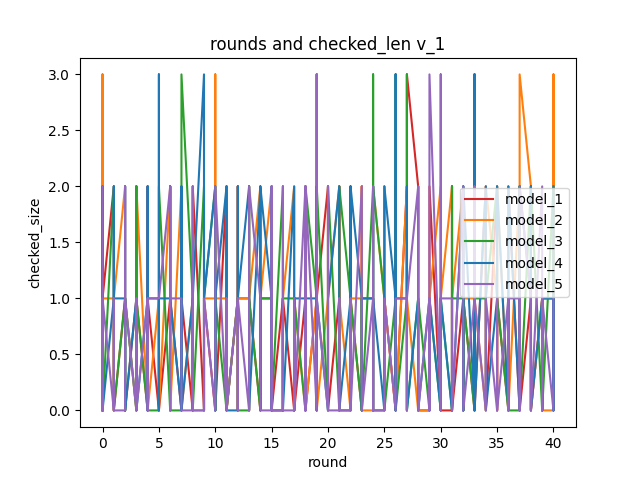 rounds and checked_len v_1
checked_size
3.0
2.5
2.0
1.5
1.0
0.5
0.0
model_1
model_2
model_3
model_4
model_5
0 5 10 15 20 25 30 35 40
round